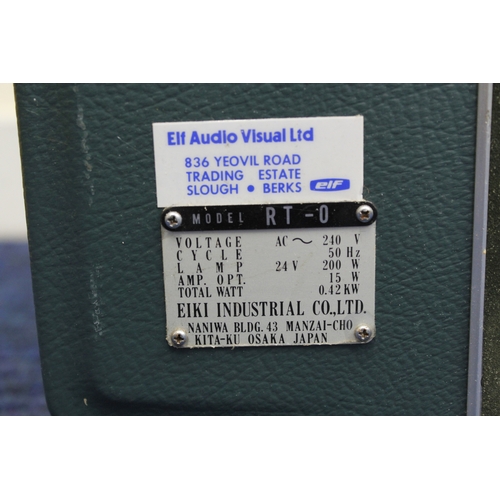 Elf Audio Visual Ltd
836 YEOVIL ROAD
TRADING ESTATE
SLOUGH • BERKS elf
MODEL RT-0
VOLTAGE AC ~ 240 V
CYCLE 50 Hz
LAMP 24V 200 W
AMP. OPT. 15 W
TOTAL WATT 0.42 KW
EIKI INDUSTRIAL CO.,LTD.
NANIWA BLDG. 43 MANZAI-CHO
KITA-KU OSAKA JAPAN